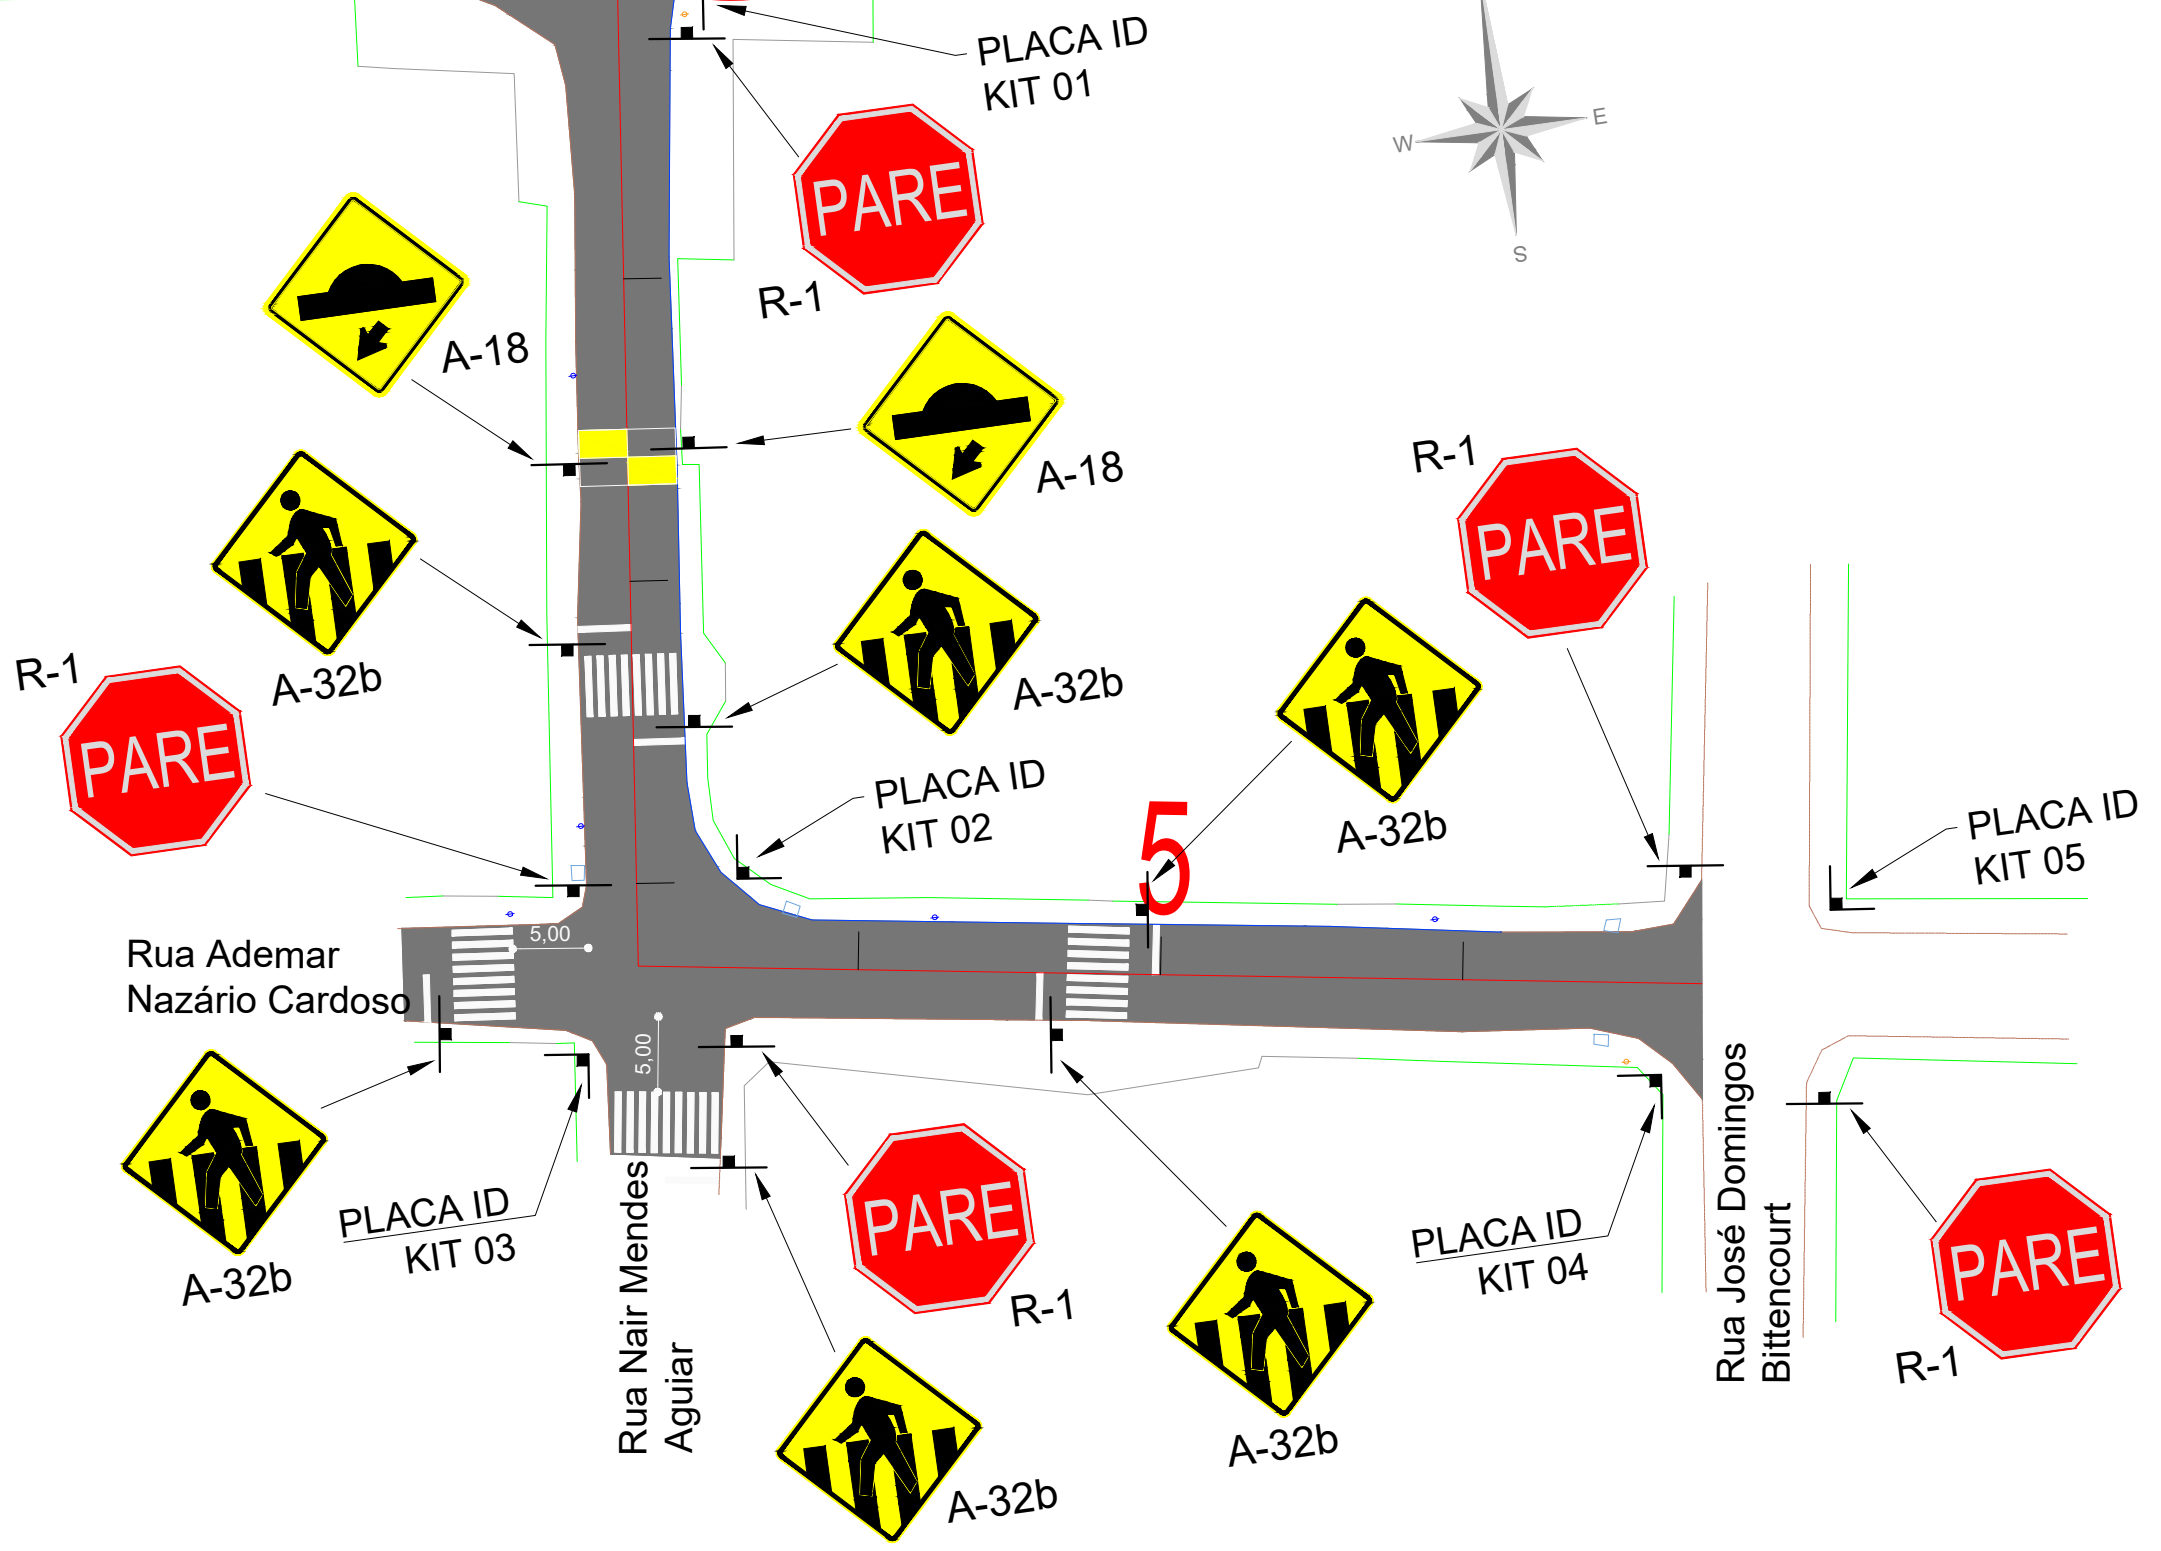 PLACA ID
KIT 01
W
E
S
PARE
R-1
A-18
A-18
R-1
PARE
A-32b
R-1
PARE
A-32b
A-32b
PLACA ID
KIT 02
5
PLACA ID
KIT 05
Rua Ademar
Nazário Cardoso
5,00
5,00
A-32b
PLACA ID
KIT 03
Rua Nair Mendes
Aguiar
PARE
R-1
A-32b
A-32b
PLACA ID
KIT 04
Rua José Domingos
Bittencourt
PARE
R-1